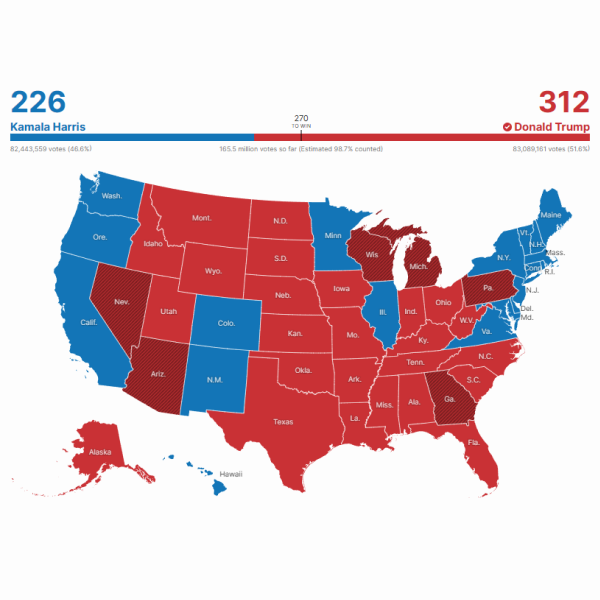 226
312
270
TO WIN
Kamala Harris
Donald Trump
82,443,559 votes (46.6%)
165.5 million votes so far (Estimated 98.7% counted)
83,089,161 votes (51.6%)
Wash.
Maine
Mont.
N.D.
Minn
Vt.
N.H.
Ore.
Idaho
Wis
Mass.
S.D.
Mich.
N.Y.
Conn
R.I.
Wyo.
Iowa
Pa.
N.J.
Neb.
Nev.
Ohio
Utah
Ill.
Ind.
Del.
Md.
Calif.
Colo.
W.V.
Va.
Kan.
Mo.
Ky.
N.C.
Tenn.
Okla.
Ariz.
N.M.
Ark.
S.C.
Ga.
Miss.
Ala.
Texas
La.
Fla.
Alaska
Hawaii